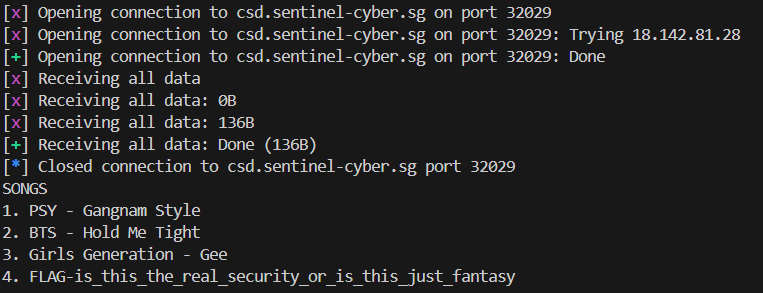 [x] Opening connection to csd.sentinel-cyber.sg on port 32029
[x] Opening connection to csd.sentinel-cyber.sg on port 32029: Trying 18.142.81.28
[+] Opening connection to csd.sentinel-cyber.sg on port 32029: Done
[x] Receiving all data
[x] Receiving all data: 0B
[x] Receiving all data: 136B
[+] Receiving all data: Done (136B)
[*] Closed connection to csd.sentinel-cyber.sg port 32029
SONGS
1. PSY - Gangnam Style
2. BTS - Hold Me Tight
3. Girls Generation - Gee
4. FLAG-is_this_the_real_security_or_is_this_just_fantasy